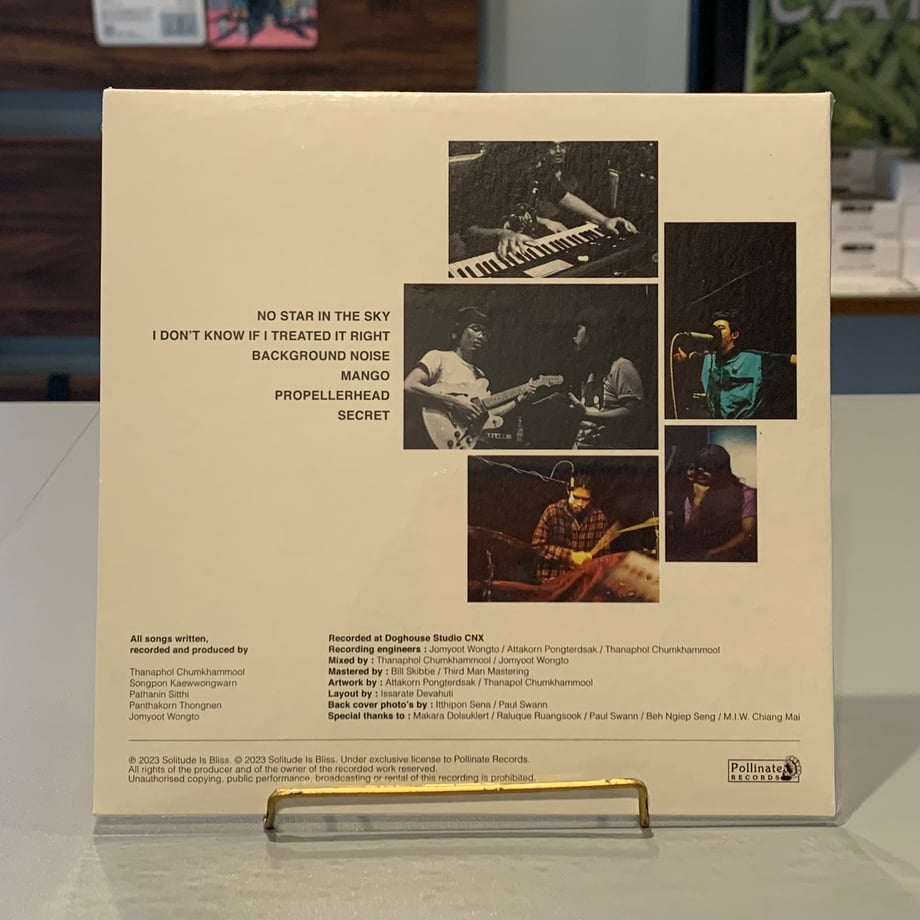 NO STAR IN THE SKY
I DON'T KNOW IF I TREATED IT RIGHT
BACKGROUND NOISE
MANGO
PROPELLERHEAD
SECRET
All songs written,
recorded and produced by
Thanaphol Chumkhammool
Songpon Kaewwongwarn
Pathanin Sitthi
Panthakorn Thongnen
Jomyoot Wongto
Recorded at Doghouse Studio CNX
Recording engineers : Jomyoot Wongto / Attakorn Pongterdsak / Thanaphol Chumkhammool
Mixed by : Thanaphol Chumkhammool / Jomyoot Wongto
Mastered by : Bill Skibbe / Third Man Mastering
Artwork by : Attakorn Pongterdsak / Thanapol Chumkhammool
Layout by : Issarate Devahuti
Back cover photo's by : Itthipon Sena / Paul Swann
Special thanks to : Makara Dolsuklert / Raluque Ruangsook / Paul Swann / Beh Ngiep Seng / M.I.W. Chiang Mai
℗ 2023 Solitude Is Bliss. © 2023 Solitude Is Bliss. Under exclusive license to Pollinate Records.
All rights of the producer and of the owner of the recorded work reserved.
Unauthorised copying, public performance, broadcasting or rental of this recording is prohibited.
Pollinate
RECORDS